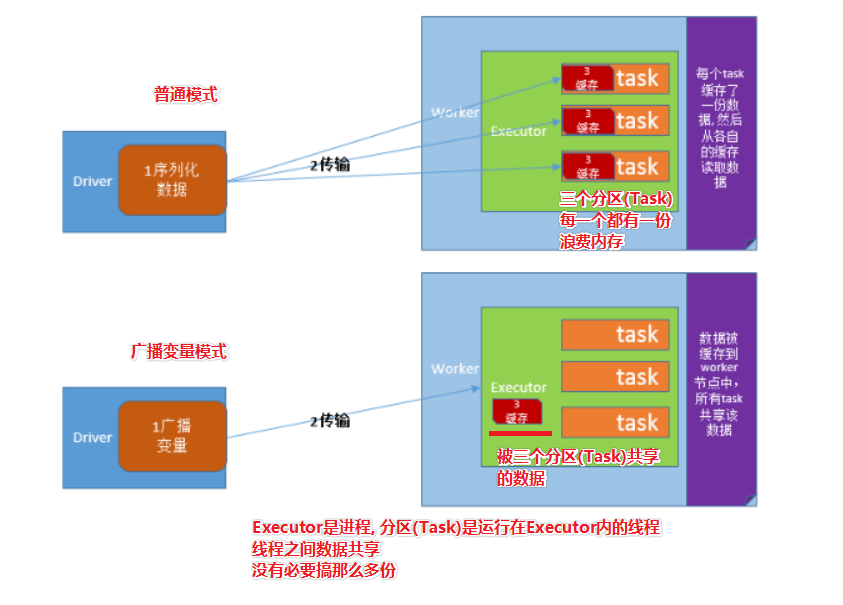 普通模式
Driver
1序列化
数据
2传输
Worker
Executor
3
缓存
task
3
缓存
task
3
缓存
task
三个分区(Task)
每一个都有一份
浪费内存
每个task
缓存了
一份数
据,然后
从各自
的缓存
读取数
据
广播变量模式
Driver
1广播
变量
2传输
Worker
Executor
3
缓存
task
task
task
被三个分区(Task)共享
的数据
数据被
缓存到
worker
节点中，
所有task
共享该
数据
Executor是进程, 分区(Task)是运行在Executor内的线程
线程之间数据共享
没有必要搞那么多份